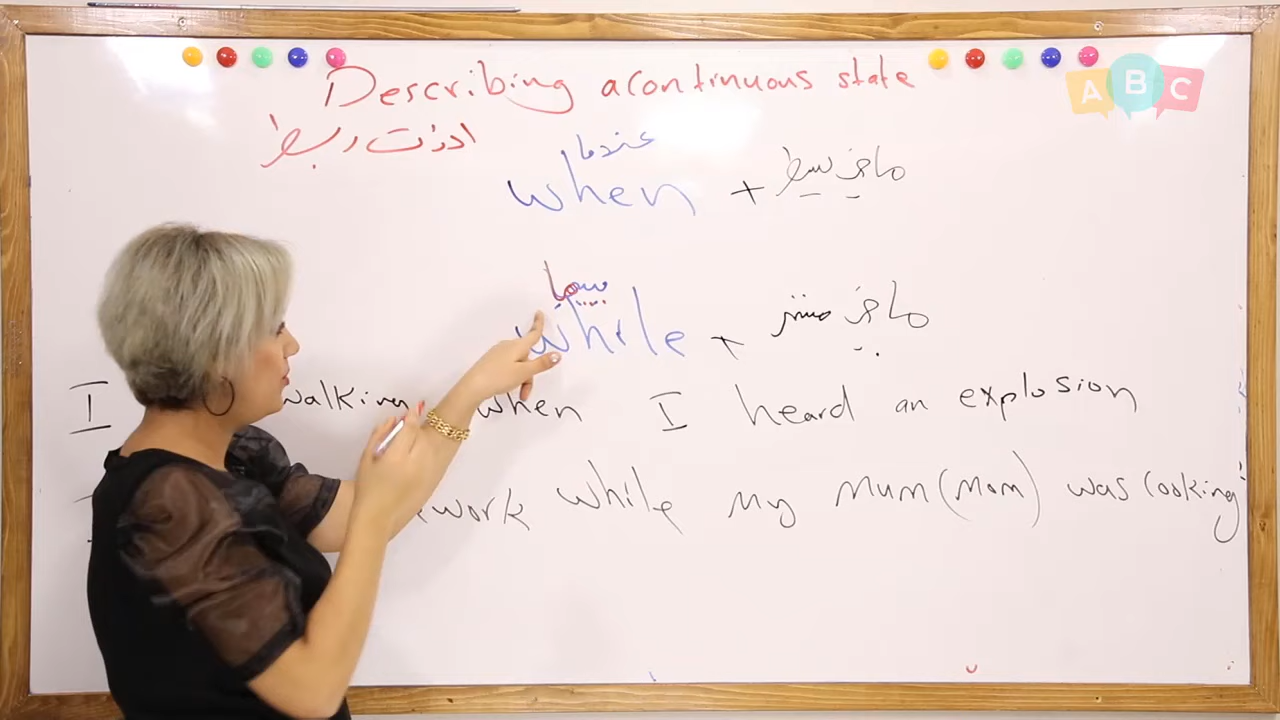 Describing a continuous state
ادوات ربط
عندما
when + ماضي بسيط
بينما
while + ماضي مستمر
I walking when I heard an explosion
work while my mum (mom) was cooking
A B C